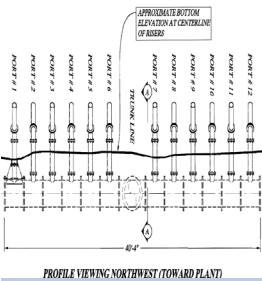 APPROXIMATE BOTTOM
ELEVATION AT CENTERLINE
OF RISERS
PORT # 1
PORT # 2
PORT # 3
PORT # 4
PORT # 5
PORT # 6
TRUNK LINE
PORT # 7
PORT # 8
PORT # 9
PORT # 10
PORT # 11
PORT # 12
A
A
40'-4"
PROFILE VIEWING NORTHWEST (TOWARD PLANT)